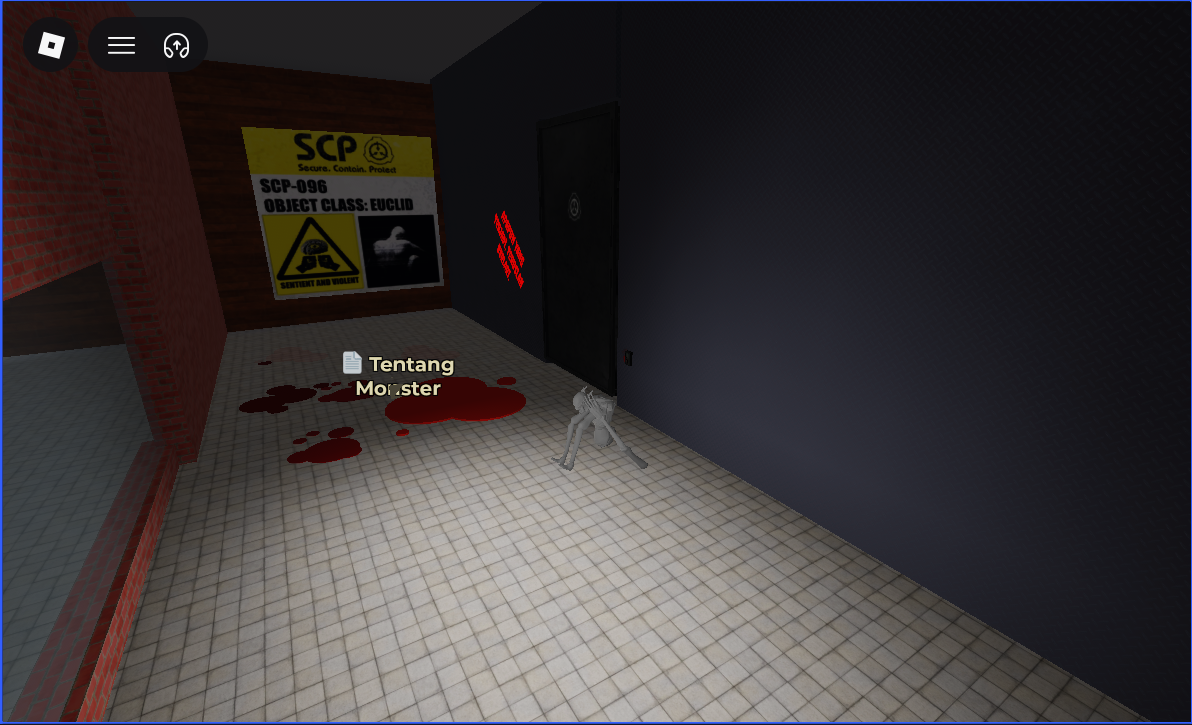 SCP
Secure. Contain. Protect
SCP-096
OBJECT CLASS: EUCLID
SENTIENT AND VIOLENT
Tentang
Monster